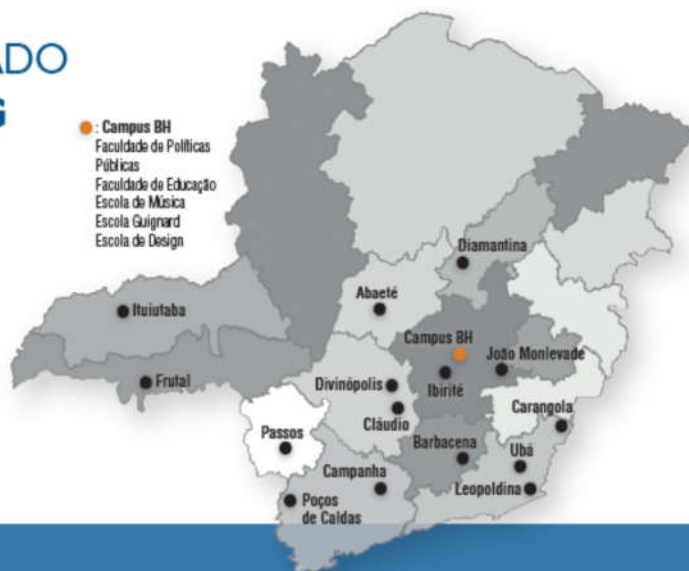 ADO
G
: Campus BH
Faculdade de Políticas
Públicas
Faculdade de Educação
Escola de Música
Escola Guignard
Escola de Design
Diamantina
Abaeté
Ituiutaba
Campus BH
João Monlevade
Frutal
Divinópolis
Ibirité
Cláudio
Carangola
Passos
Barbacena
Ubá
Campanha
Leopoldina
Poços
de Caldas